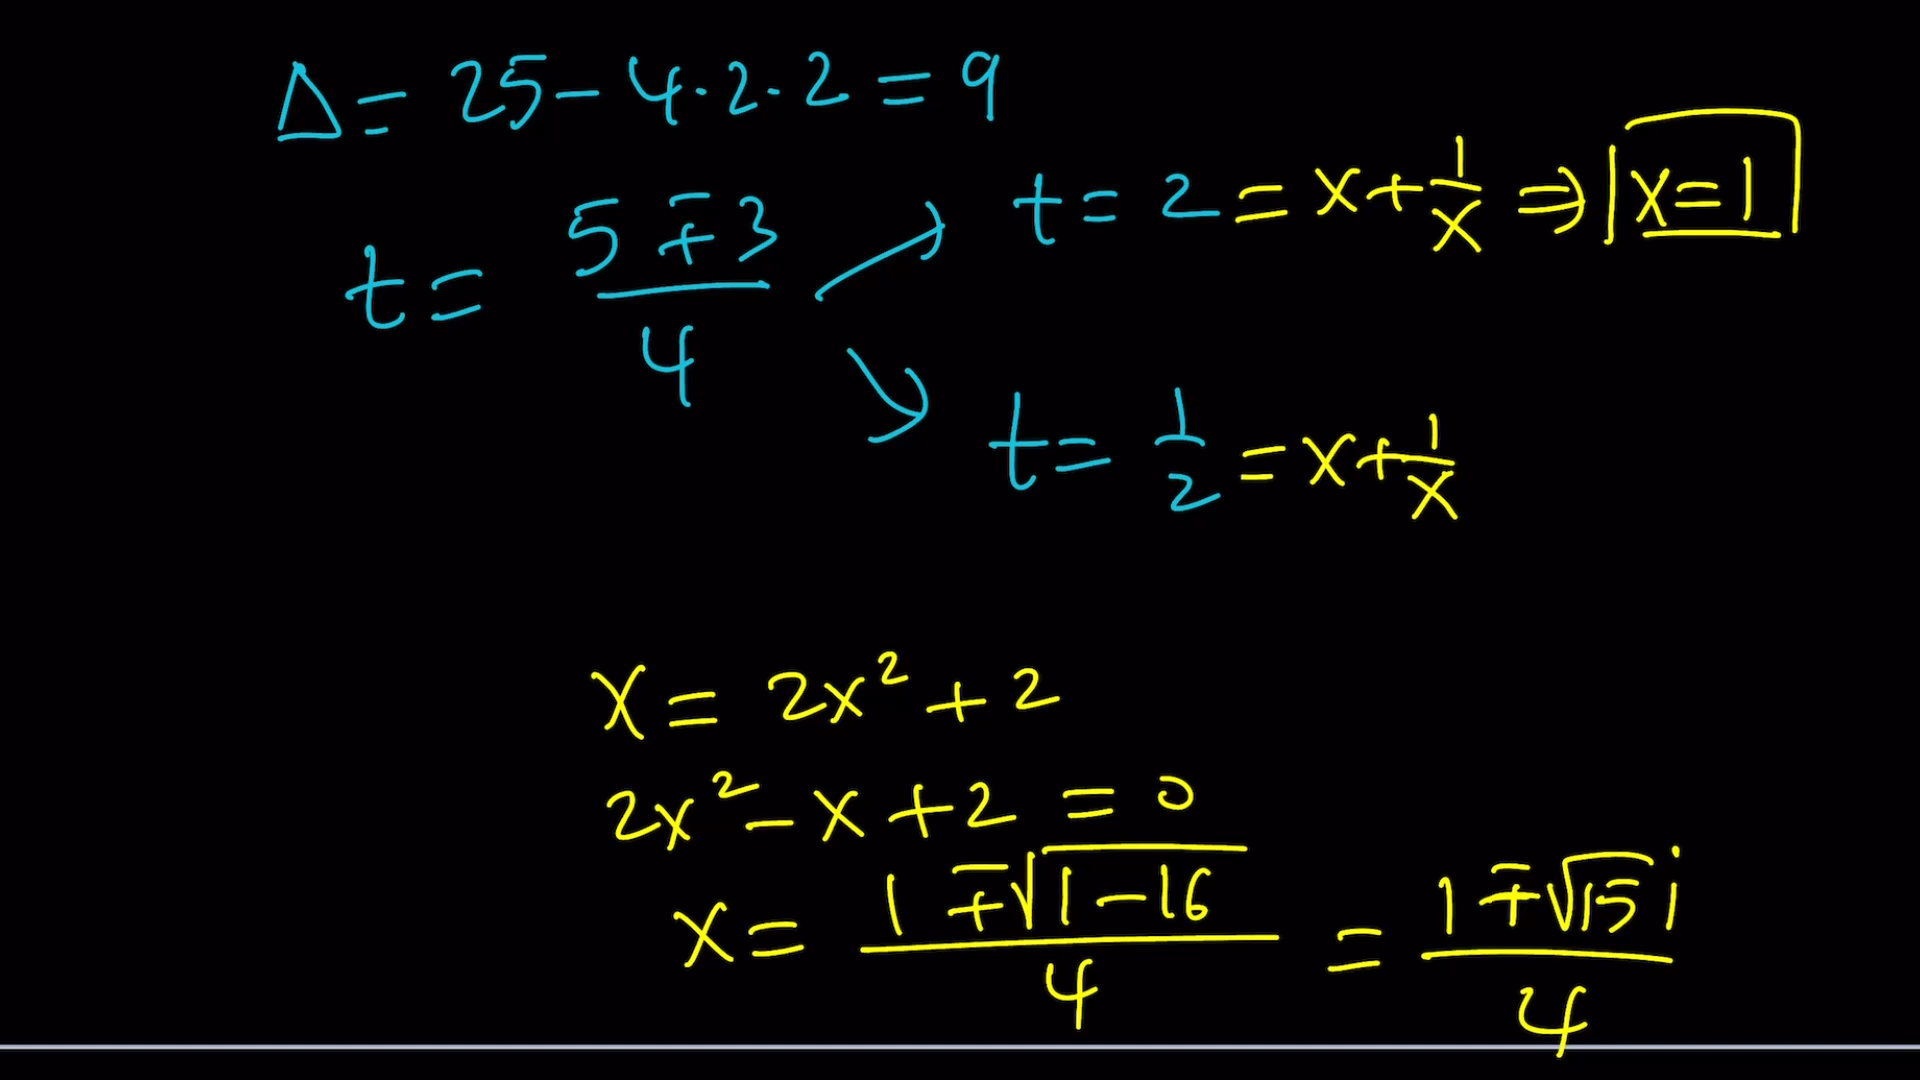 Δ = 25 - 4·2·2 = 9
t = (5 ∓ 3)/4
t = 2 = x + 1/x ⇒ x = 1
t = 1/2 = x + 1/x
x = 2x² + 2
2x² - x + 2 = 0
x = (1 ∓ √(1 - 16))/4 = (1 ∓ √15 i)/4